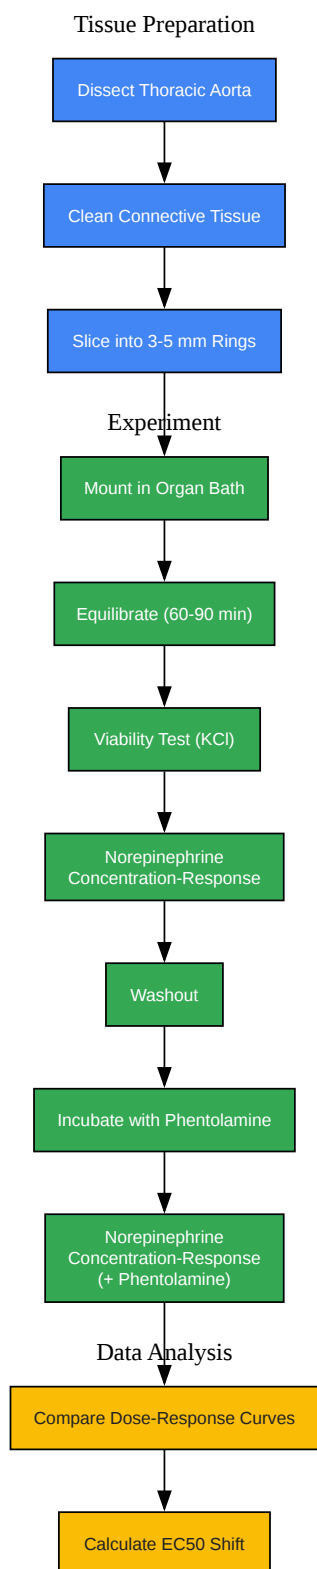 Tissue Preparation
Dissect Thoracic Aorta
Clean Connective Tissue
Slice into 3-5 mm Rings
Experiment
Mount in Organ Bath
Equilibrate (60-90 min)
Viability Test (KCl)
Norepinephrine
Concentration-Response
Washout
Incubate with Phentolamine
Norepinephrine
Concentration-Response
(+ Phentolamine)
Data Analysis
Compare Dose-Response Curves
Calculate EC50 Shift